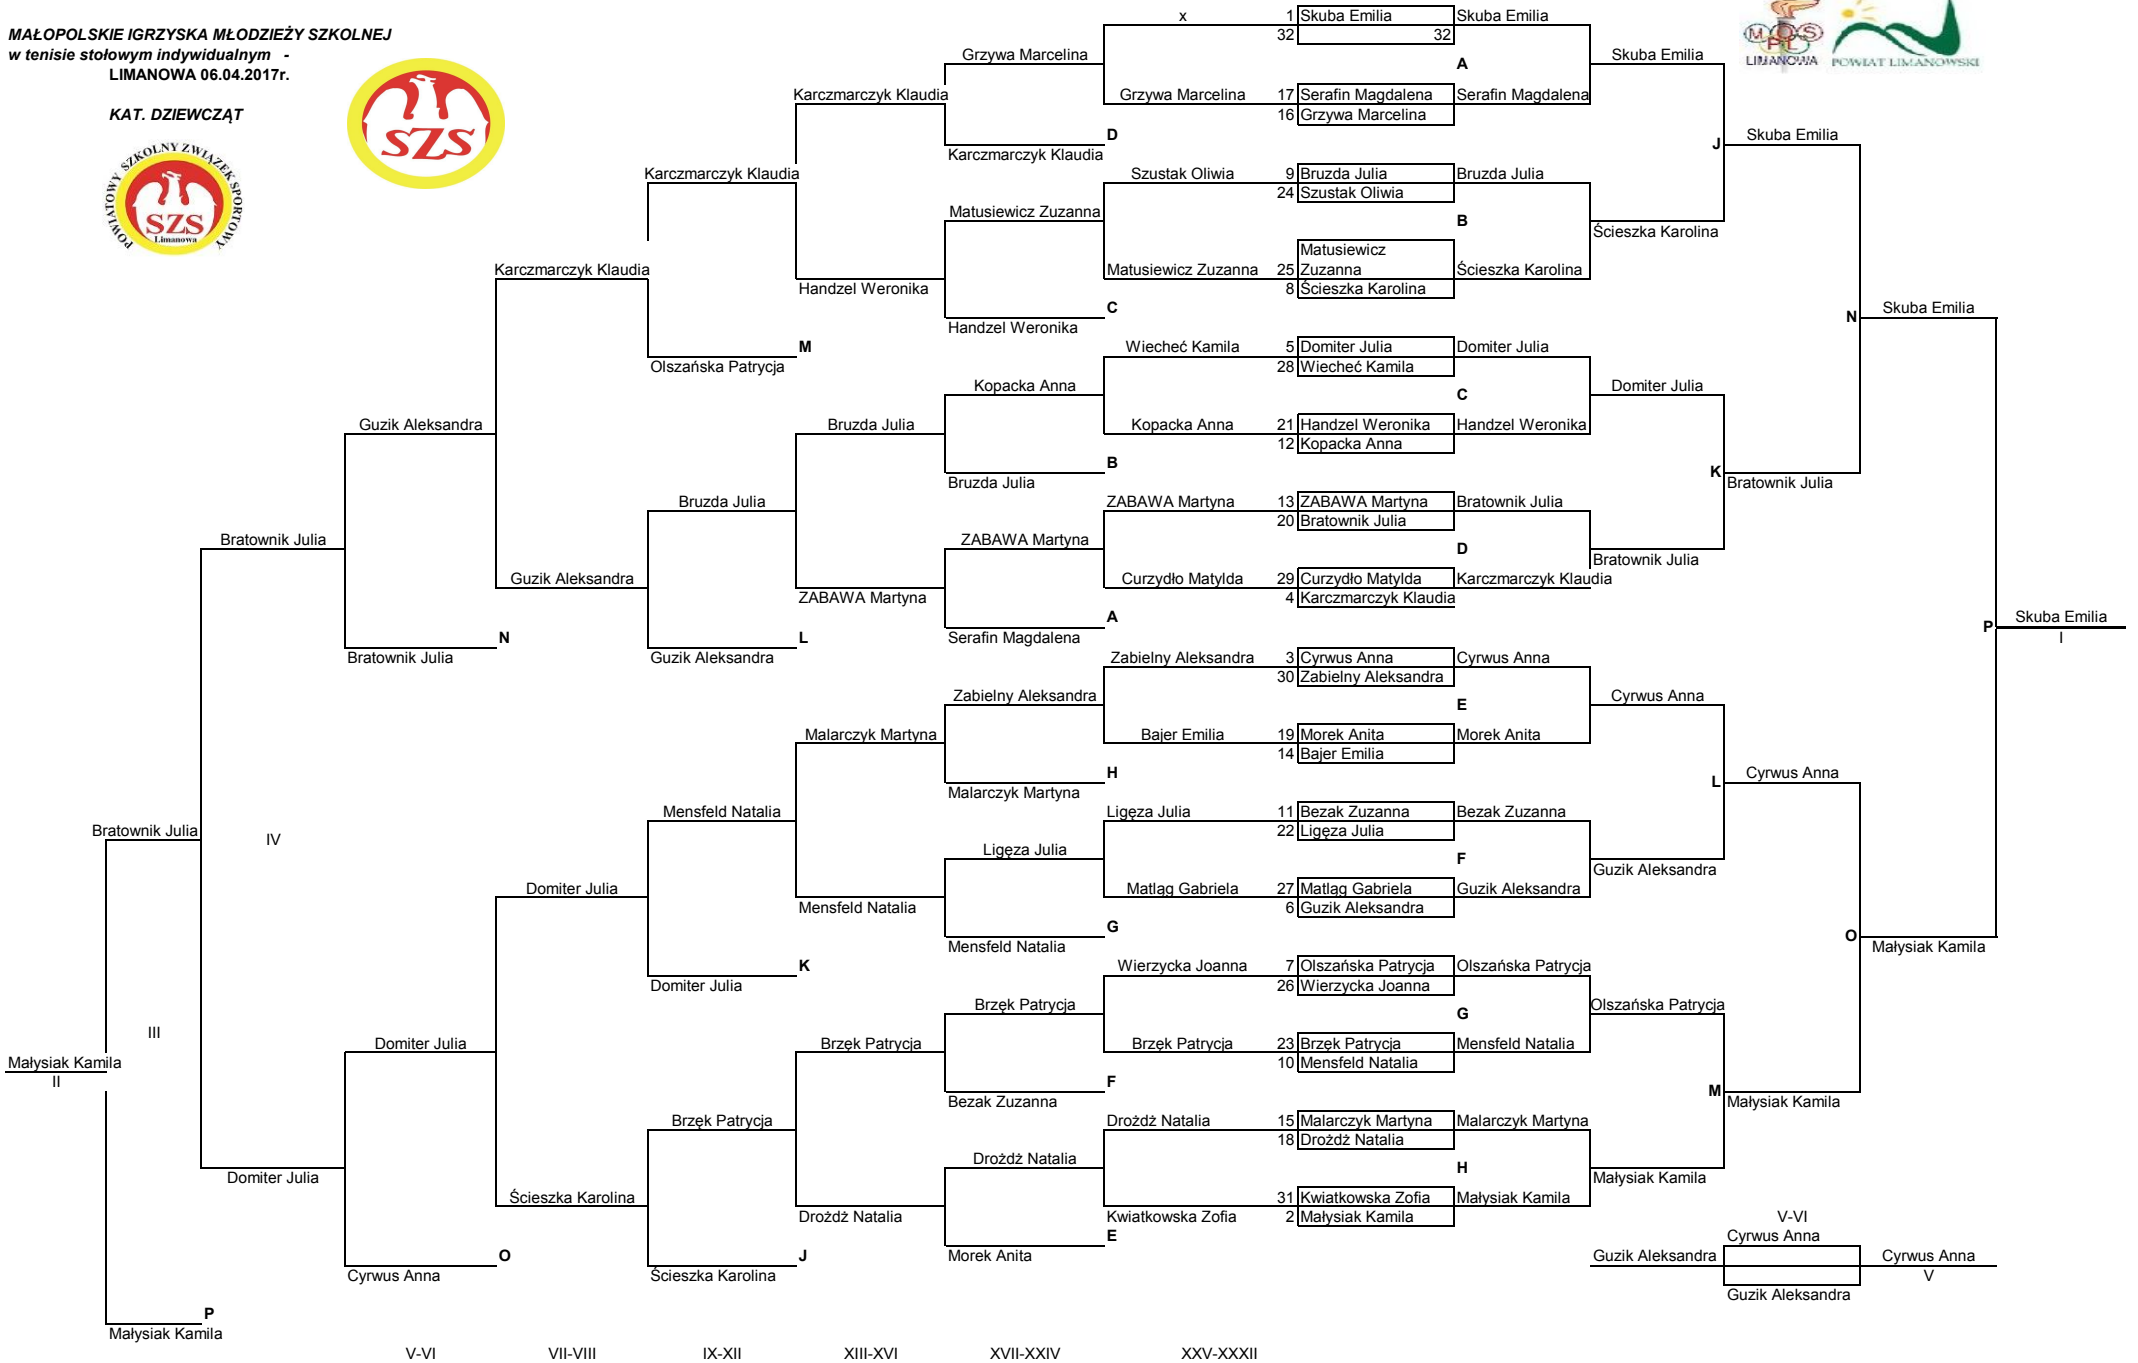 x 1 Skuba Emilia Skuba Emilia
MAŁOPOLSKIE IGRZYSKA MŁODZIEŻY SZKOLNEJ 32 32
w tenisie stołowym indywidualnym - Grzywa Marcelina Skuba Emilia
LIMANOWA MOS PL LIMANOWA POWIAT LIMANOWSKI
LIMANOWA 06.04.2017r. A
Karczmarczyk Klaudia Grzywa Marcelina 17 Serafin Magdalena Serafin Magdalena
KAT. DZIEWCZĄT 16 Grzywa Marcelina
SZS
D J Skuba Emilia
Karczmarczyk Klaudia
POWIATOWY SZKOLNY ZWIĄZEK SPORTOWY
SZS
Limanowa
Karczmarczyk Klaudia Szustak Oliwia 9 Bruzda Julia Bruzda Julia
24 Szustak Oliwia
Matusiewicz Zuzanna B
Ścieszka Karolina
Matusiewicz
Karczmarczyk Klaudia Matusiewicz Zuzanna 25 Zuzanna Ścieszka Karolina
Handzel Weronika 8 Ścieszka Karolina
C N Skuba Emilia
Handzel Weronika
M Wiecheć Kamila 5 Domiter Julia Domiter Julia
Olszańska Patrycja 28 Wiecheć Kamila
Kopacka Anna C Domiter Julia
Guzik Aleksandra Bruzda Julia Kopacka Anna 21 Handzel Weronika Handzel Weronika
12 Kopacka Anna
B K
Bruzda Julia Bratownik Julia
Bruzda Julia ZABAWA Martyna 13 ZABAWA Martyna Bratownik Julia
20 Bratownik Julia
Bratownik Julia ZABAWA Martyna D
Bratownik Julia
Guzik Aleksandra Curzydło Matylda 29 Curzydło Matylda Karczmarczyk Klaudia
ZABAWA Martyna 4 Karczmarczyk Klaudia
A P Skuba Emilia
N L Serafin Magdalena I
Bratownik Julia Guzik Aleksandra Zabielny Aleksandra 3 Cyrwus Anna Cyrwus Anna
30 Zabielny Aleksandra
Zabielny Aleksandra E Cyrwus Anna
Malarczyk Martyna Bajer Emilia 19 Morek Anita Morek Anita
14 Bajer Emilia
H L Cyrwus Anna
Malarczyk Martyna
Mensfeld Natalia Ligęza Julia 11 Bezak Zuzanna Bezak Zuzanna
Bratownik Julia IV 22 Ligęza Julia
Ligęza Julia F
Guzik Aleksandra
Domiter Julia Matląg Gabriela 27 Matląg Gabriela Guzik Aleksandra
Mensfeld Natalia 6 Guzik Aleksandra
G O
Mensfeld Natalia Małysiak Kamila
K Wierzycka Joanna 7 Olszańska Patrycja Olszańska Patrycja
Domiter Julia 26 Wierzycka Joanna
Brzęk Patrycja G Olszańska Patrycja
III Domiter Julia Brzęk Patrycja Brzęk Patrycja 23 Brzęk Patrycja Mensfeld Natalia
Małysiak Kamila 10 Mensfeld Natalia
II F M
Bezak Zuzanna Małysiak Kamila
Brzęk Patrycja Drożdż Natalia 15 Malarczyk Martyna Malarczyk Martyna
18 Drożdż Natalia
Drożdż Natalia H
Domiter Julia Małysiak Kamila
Ścieszka Karolina 31 Kwiatkowska Zofia Małysiak Kamila
Drożdż Natalia Kwiatkowska Zofia 2 Małysiak Kamila V-VI
E Cyrwus Anna
O J Morek Anita Guzik Aleksandra Cyrwus Anna
Cyrwus Anna Ścieszka Karolina V
Guzik Aleksandra
P
Małysiak Kamila
V-VI VII-VIII IX-XII XIII-XVI XVII-XXIV XXV-XXXII